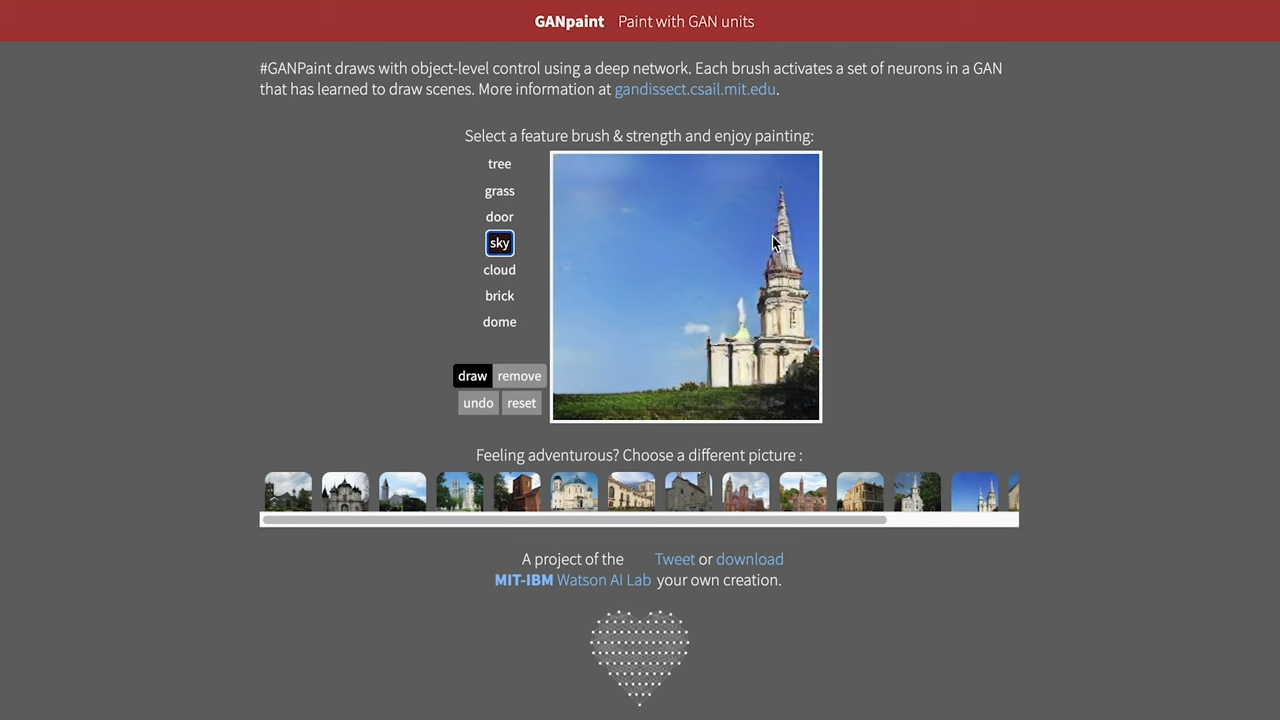 GANpaint Paint with GAN units
#GANPaint draws with object-level control using a deep network. Each brush activates a set of neurons in a GAN
that has learned to draw scenes. More information at gandissect.csail.mit.edu.
Select a feature brush & strength and enjoy painting:
tree
grass
door
sky
cloud
brick
dome
draw remove
undo reset
Feeling adventurous? Choose a different picture :
A project of the
MIT-IBM Watson AI Lab
Tweet or download
your own creation.